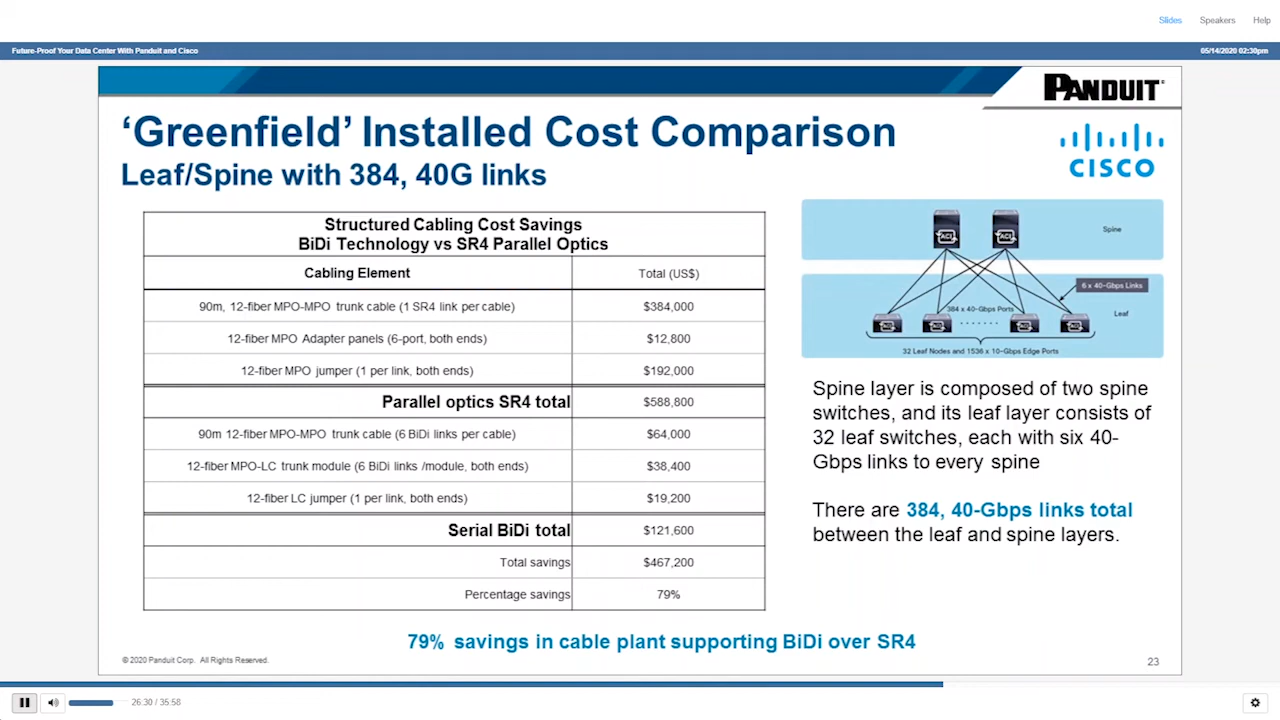 Slides Speakers Help
Future-Proof Your Data Center With Panduit and Cisco 05/14/2020 02:30pm
PANDUIT
CISCO
‘Greenfield’ Installed Cost Comparison
Leaf/Spine with 384, 40G links
Structured Cabling Cost Savings
BiDi Technology vs SR4 Parallel Optics
Cabling Element Total (US$)
90m, 12-fiber MPO-MPO trunk cable (1 SR4 link per cable) $384,000
12-fiber MPO Adapter panels (6-port, both ends) $12,800
12-fiber MPO jumper (1 per link, both ends) $192,000
Parallel optics SR4 total $588,800
90m 12-fiber MPO-MPO trunk cable (6 BiDi links per cable) $64,000
12-fiber MPO-LC trunk module (6 BiDi links /module, both ends) $38,400
12-fiber LC jumper (1 per link, both ends) $19,200
Serial BiDi total $121,600
Total savings $467,200
Percentage savings 79%
ACI ACI
Spine
6 x 40-Gbps Links
384 x 40-Gbps Ports
Leaf
32 Leaf Nodes and 1536 x 10-Gbps Edge Ports
Spine layer is composed of two spine
switches, and its leaf layer consists of
32 leaf switches, each with six 40-
Gbps links to every spine
There are 384, 40-Gbps links total
between the leaf and spine layers.
79% savings in cable plant supporting BiDi over SR4
© 2020 Panduit Corp. All Rights Reserved.
23
26:30 / 35:58